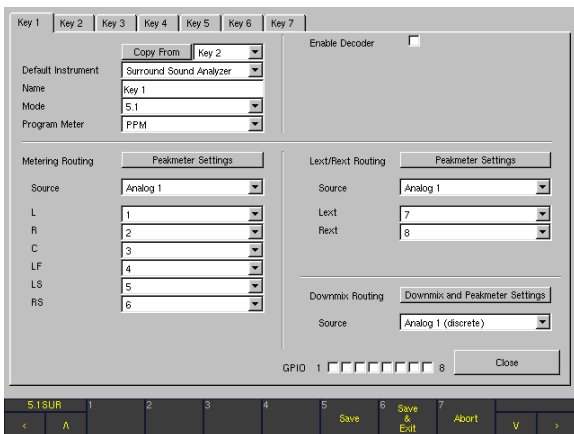 Key 1 Key 2 Key 3 Key 4 Key 5 Key 6 Key 7
Copy From Key 2
Enable Decoder
Default Instrument Surround Sound Analyzer
Name Key 1
Mode 5.1
Program Meter PPM
Metering Routing Peakmeter Settings
Source Analog 1
L 1
R 2
C 3
LF 4
LS 5
RS 6
Lext/Rext Routing Peakmeter Settings
Source Analog 1
Lext 7
Rext 8
Downmix Routing Downmix and Peakmeter Settings
Source Analog 1 (discrete)
GPIO 1 8 Close
5.1SUR 1 2 3 4 5 6 7
< Λ Save Save & Exit Abort V >